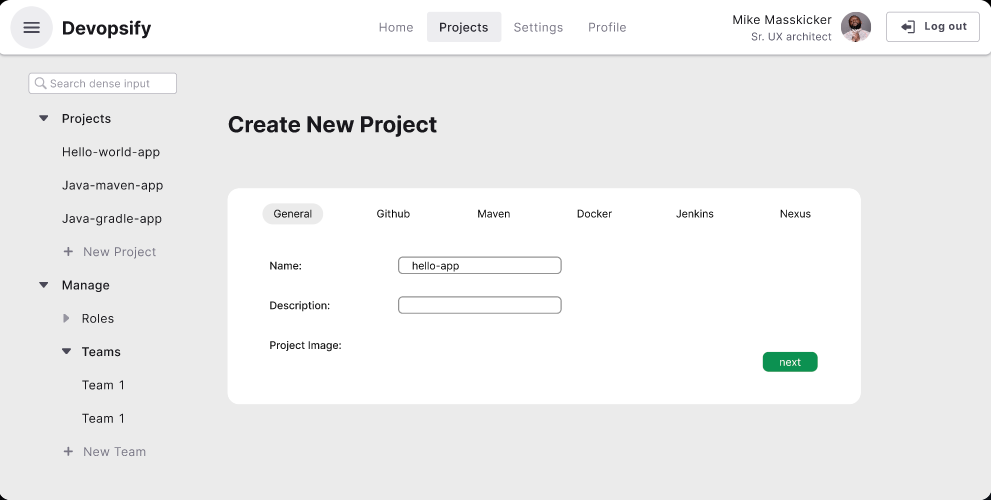 Devopsify
Home Projects Settings Profile
Mike Masskicker
Sr. UX architect
Log out
Search dense input
Projects
Hello-world-app
Java-maven-app
Java-gradle-app
+ New Project
Manage
Roles
Teams
Team 1
Team 1
+ New Team
Create New Project
General Github Maven Docker Jenkins Nexus
Name: hello-app
Description:
Project Image:
next